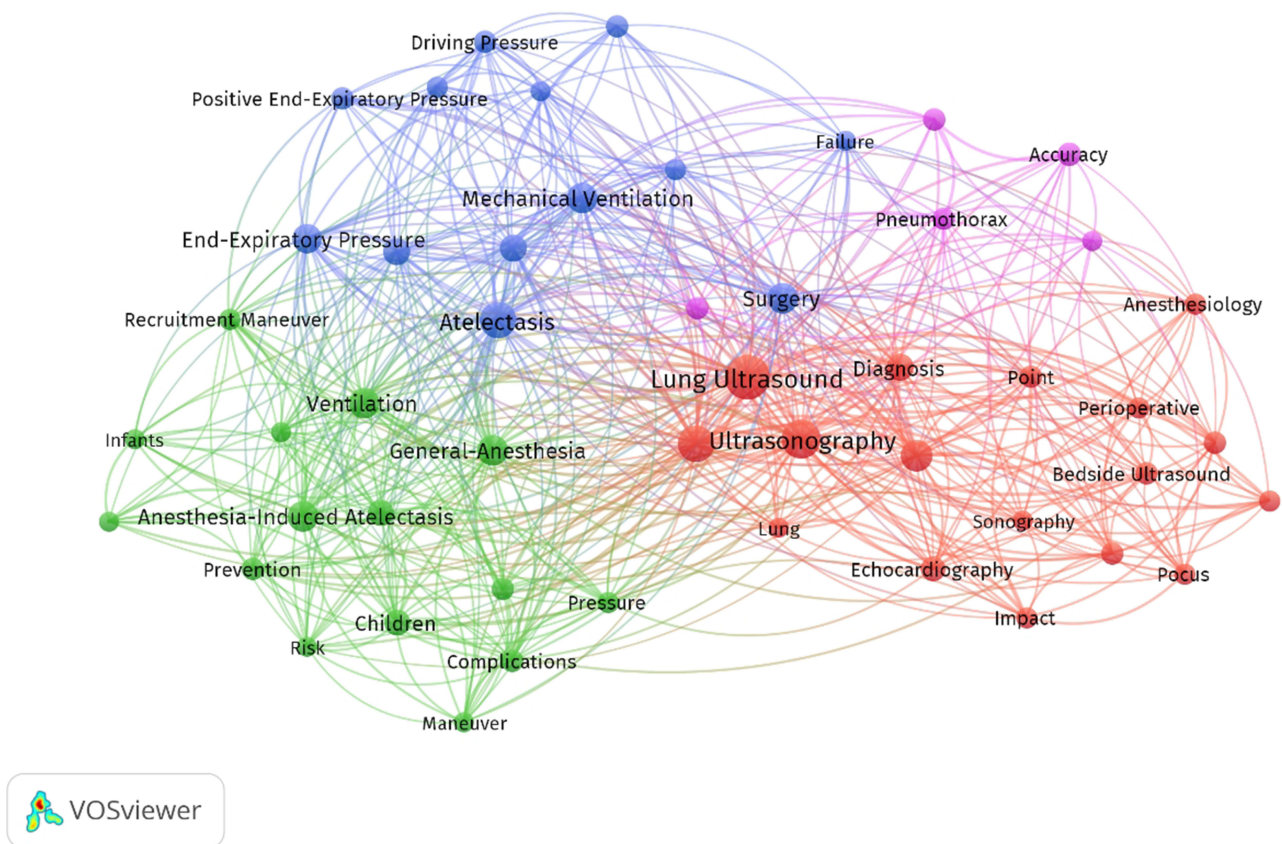 Driving Pressure
Positive End-Expiratory Pressure
Failure
Accuracy
Mechanical Ventilation
Pneumothorax
End-Expiratory Pressure
Surgery
Anesthesiology
Recruitment Maneuver
Atelectasis
Diagnosis
Lung Ultrasound
Point
Ventilation
Perioperative
Infants
General-Anesthesia
Ultrasonography
Bedside Ultrasound
Anesthesia-Induced Atelectasis
Lung
Sonography
Prevention
Echocardiography
Pocus
Pressure
Children
Impact
Risk
Complications
Maneuver
VOSviewer